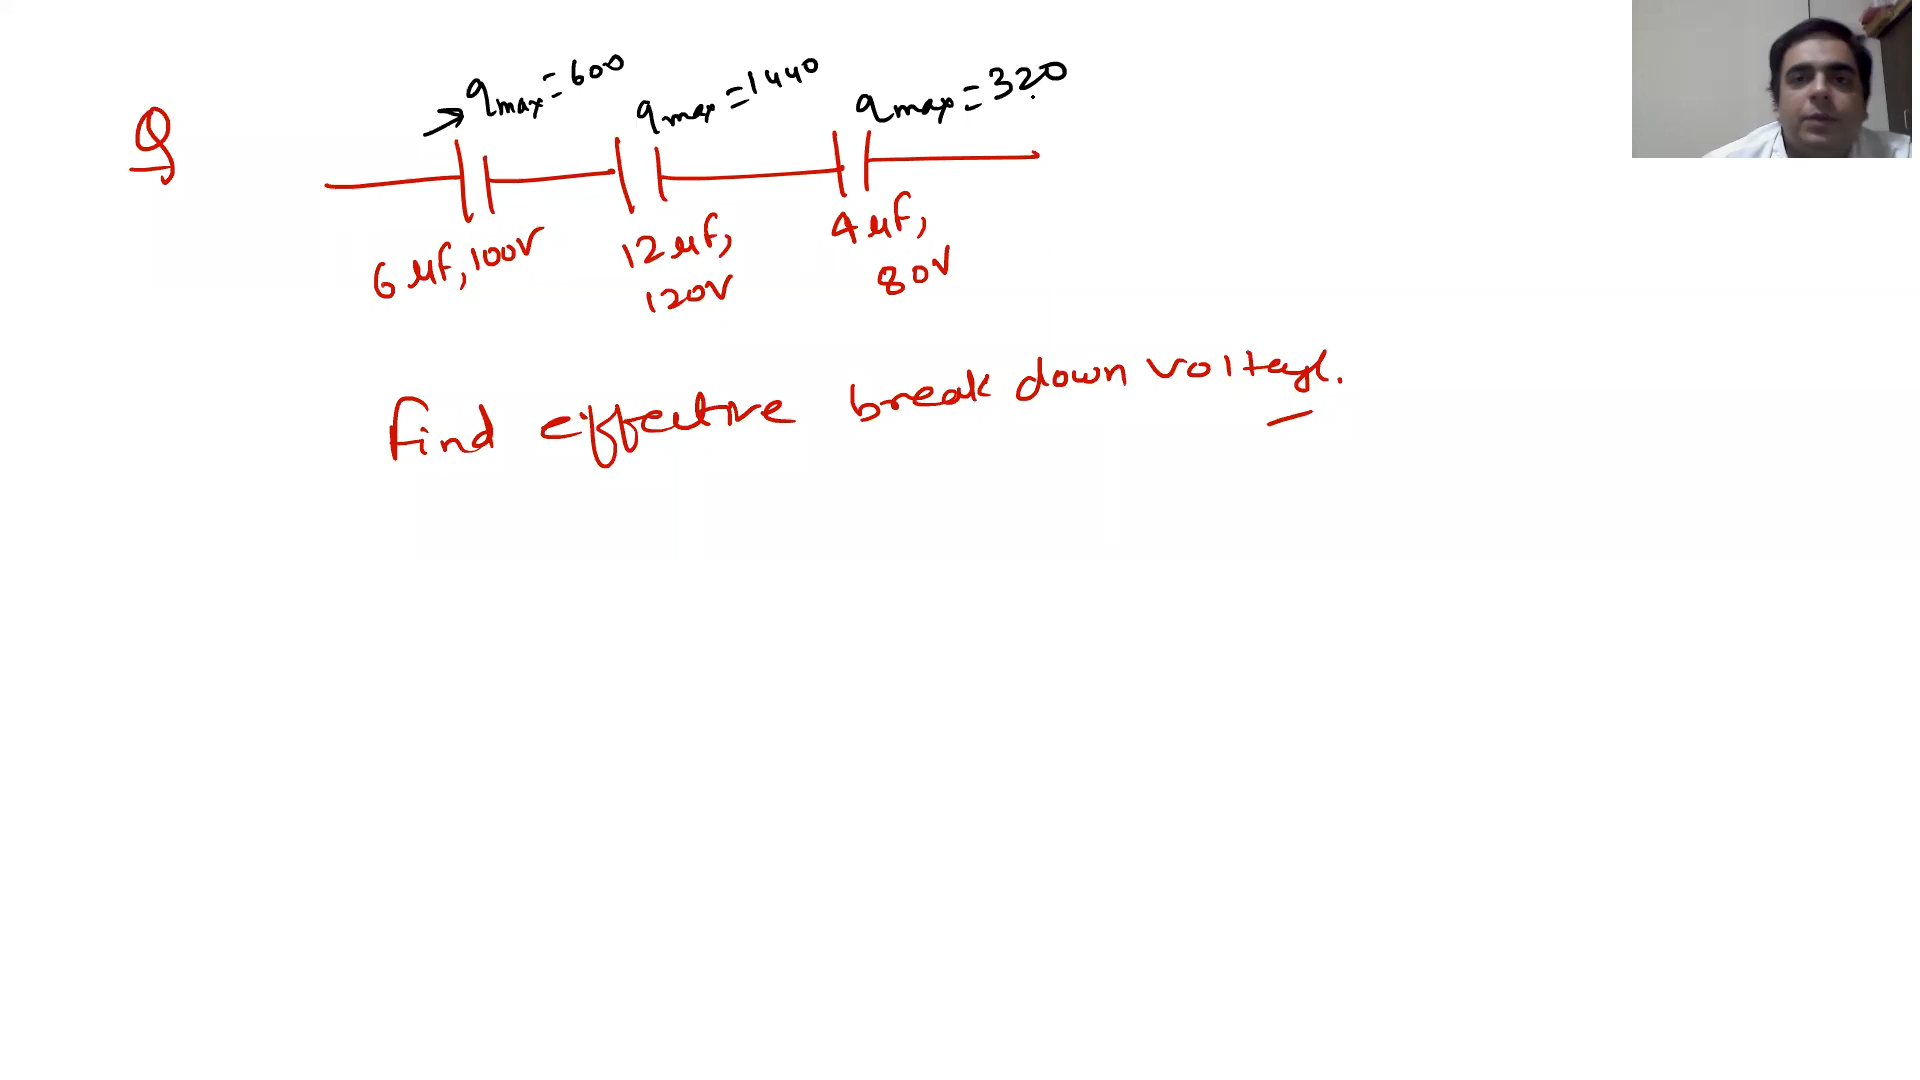 qmax = 600 qmax = 1440 qmax = 320
Q
6 μf, 100V 12 μf, 4 μf,
120V 80V
find effective break down voltage.